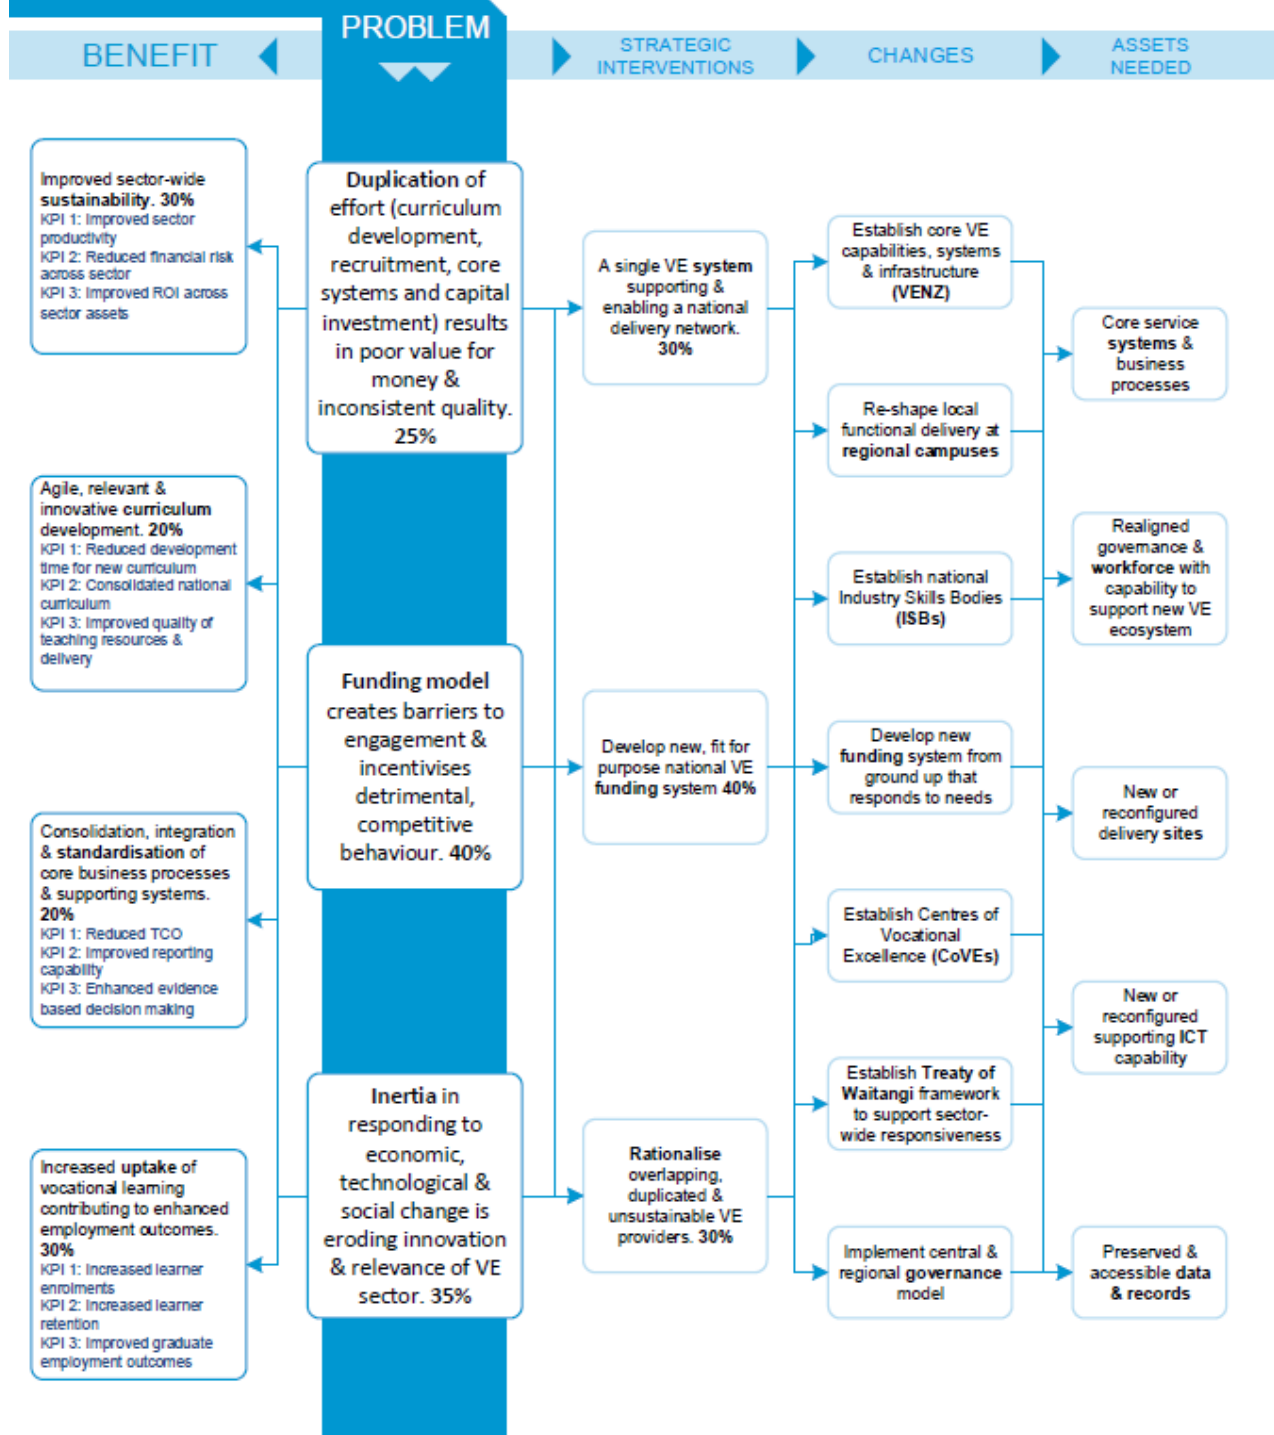 BENEFIT
PROBLEM
STRATEGIC
INTERVENTIONS
CHANGES
ASSETS
NEEDED
Improved sector-wide
sustainability. 30%
KPI 1: Improved sector
productivity
KPI 2: Reduced financial risk
across sector
KPI 3: Improved ROI across
sector assets
Agile, relevant &
innovative curriculum
development. 20%
KPI 1: Reduced development
time for new curriculum
KPI 2: Consolidated national
curriculum
KPI 3: Improved quality of
teaching resources &
delivery
Consolidation, integration
& standardisation of
core business processes
& supporting systems.
20%
KPI 1: Reduced TCO
KPI 2: Improved reporting
capability
KPI 3: Enhanced evidence
based decision making
Increased uptake of
vocational learning
contributing to enhanced
employment outcomes.
30%
KPI 1: Increased learner
enrolments
KPI 2: Increased learner
retention
KPI 3: Improved graduate
employment outcomes
Duplication of
effort (curriculum
development,
recruitment, core
systems and capital
investment) results
in poor value for
money &
inconsistent quality.
25%
Funding model
creates barriers to
engagement &
incentivises
detrimental,
competitive
behaviour. 40%
Inertia in
responding to
economic,
technological &
social change is
eroding innovation
& relevance of VE
sector. 35%
A single VE system
supporting &
enabling a national
delivery network.
30%
Develop new, fit for
purpose national VE
funding system 40%
Rationalise
overlapping,
duplicated &
unsustainable VE
providers. 30%
Establish core VE
capabilities, systems
& infrastructure
(VENZ)
Re-shape local
functional delivery at
regional campuses
Establish national
Industry Skills Bodies
(ISBs)
Develop new
funding system from
ground up that
responds to needs
Establish Centres of
Vocational
Excellence (CoVEs)
Establish Treaty of
Waitangi framework
to support sector-
wide responsiveness
Implement central &
regional governance
model
Core service
systems &
business
processes
Realigned
governance &
workforce with
capability to
support new VE
ecosystem
New or
reconfigured
delivery sites
New or
reconfigured
supporting ICT
capability
Preserved &
accessible data
& records